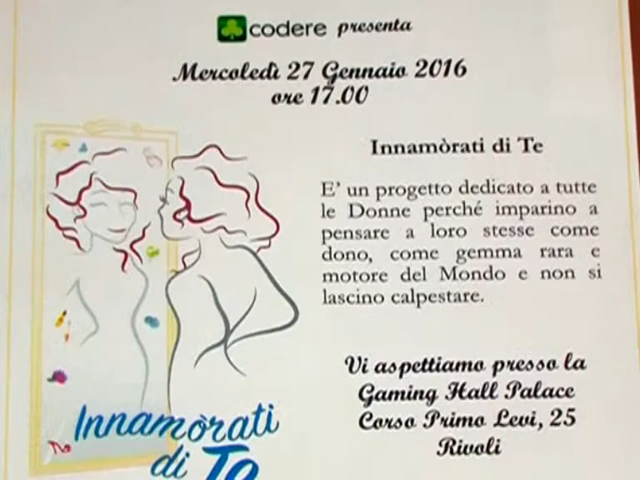 codere presenta
Mercoledì 27 Gennaio 2016
ore 17.00
Innamòrati di Te
E' un progetto dedicato a tutte
le Donne perché imparino a
pensare a loro stesse come
dono, come gemma rara e
motore del Mondo e non si
lascino calpestare.
Vi aspettiamo presso la
Gaming Hall Palace
Corso Primo Levi, 25
Rivoli
Innamòrati
di Te